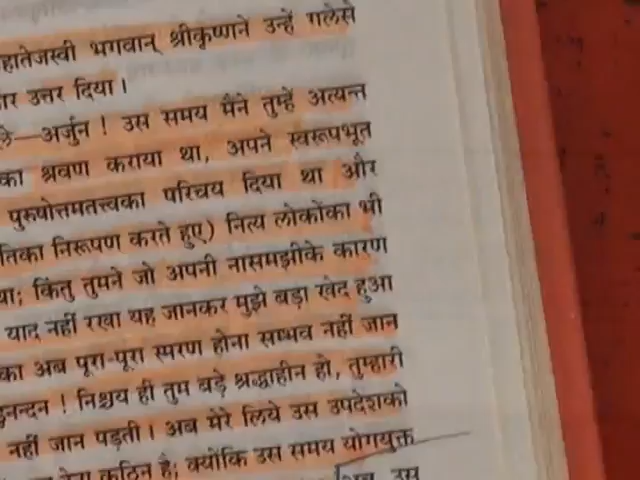 हातेजस्वी भगवान् श्रीकृष्णने उन्हें गलेसे
र उत्तर दिया।
—अर्जुन ! उस समय मैंने तुम्हें अत्यन्त
का श्रवण कराया था, अपने स्वरूपभूत
पुरुषोत्तमतत्त्वका परिचय दिया था और
तिका निरूपण करते हुए) नित्य लोकोंका भी
था; किंतु तुमने जो अपनी नासमझीके कारण
याद नहीं रखा यह जानकर मुझे बड़ा खेद हुआ
का अब पूरा-पूरा स्मरण होना सम्भव नहीं जान
नन्दन ! निश्चय ही तुम बड़े श्रद्धाहीन हो, तुम्हारी
नहीं जान पड़ती। अब मेरे लिये उस उपदेशको
कठिन है; क्योंकि उस समय योगयुक्त
उस